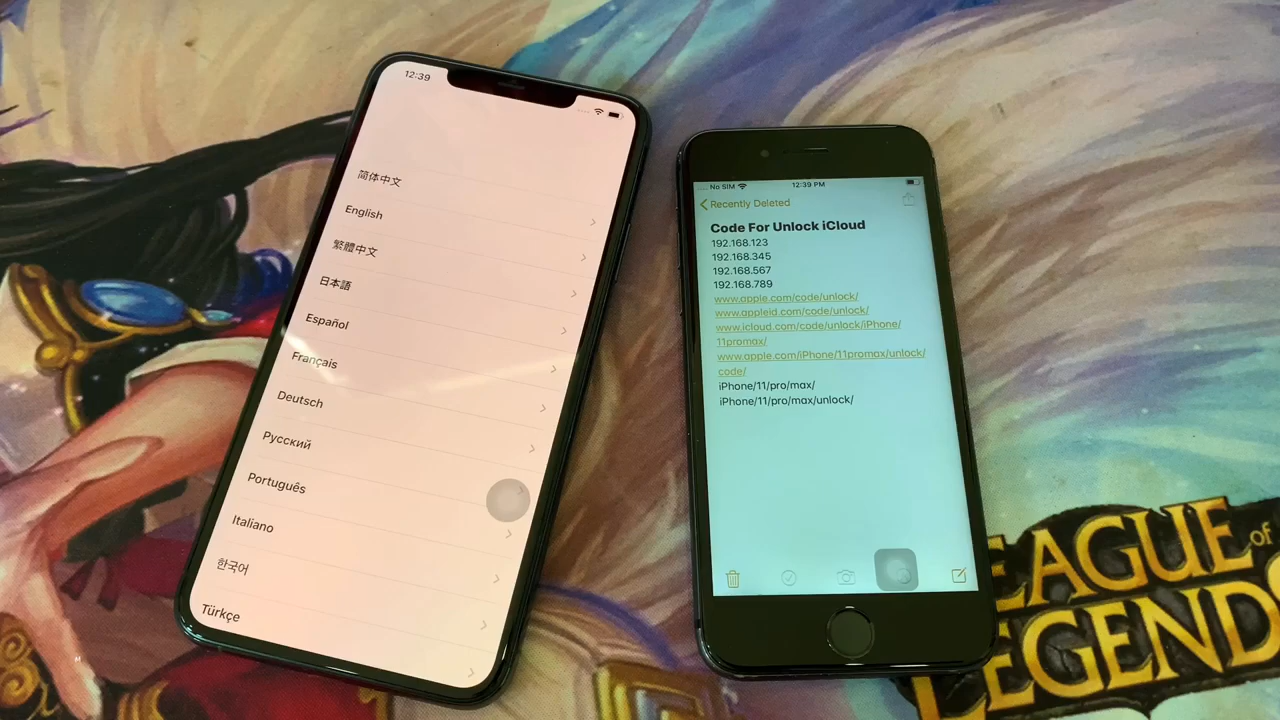 12:39
简体中文
English
繁體中文
日本語
Español
Français
Deutsch
Русский
Português
Italiano
한국어
Türkçe
No SIM
12:39 PM
Recently Deleted
Code For Unlock iCloud
192.168.123
192.168.345
192.168.567
192.168.789
www.apple.com/code/unlock/
www.appleid.com/code/unlock/
www.icloud.com/code/unlock/iPhone/
11promax/
www.apple.com/iPhone/11promax/unlock/
code/
iPhone/11/pro/max/
iPhone/11/pro/max/unlock/
LEAGUE of
LEGENDS